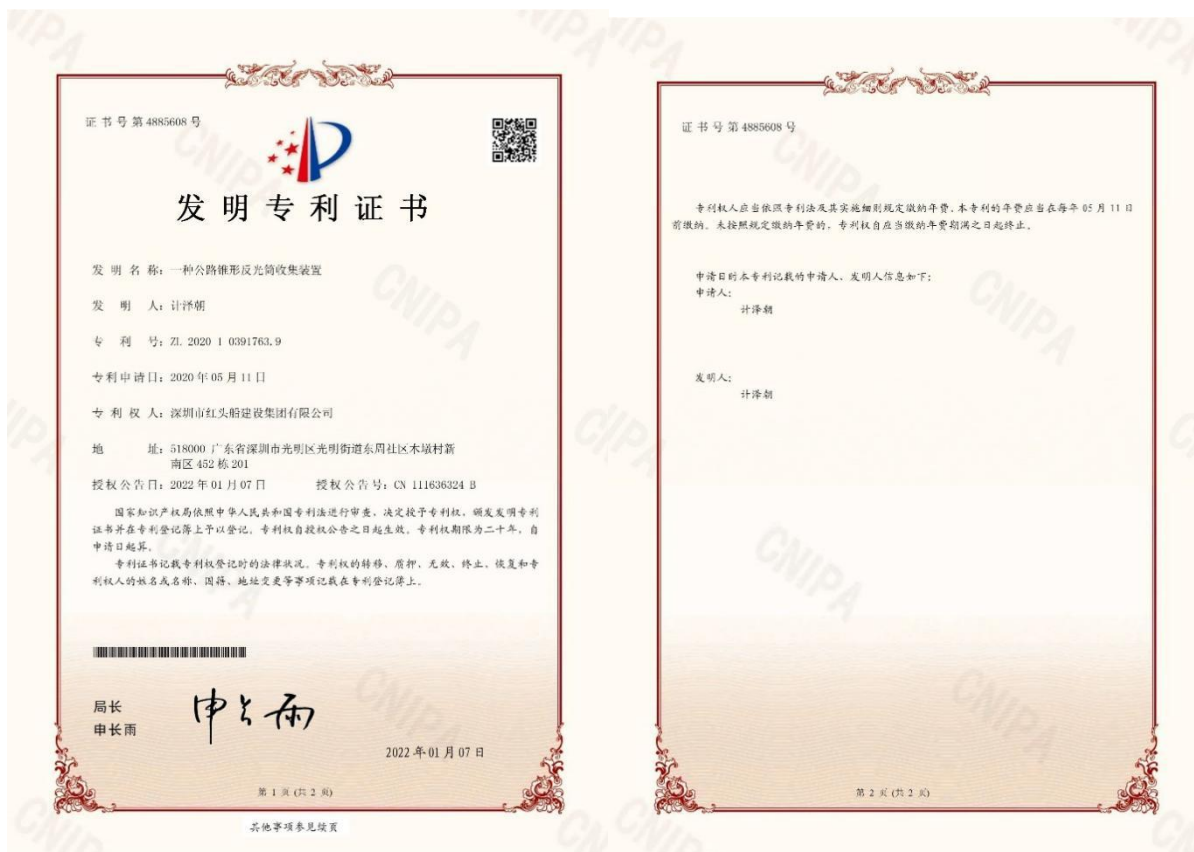 证书号第4885608号
发明专利证书
发明名称：一种公路锥形反光筒收集装置
发明人：计泽朝
专利号：ZL 2020 1 0391763.9
专利申请日：2020年05月11日
专利权人：深圳市红头船建设集团有限公司
地址：518000 广东省深圳市光明区光明街道东周社区木墩村新
南区452栋201
授权公告日：2022年01月07日 授权公告号：CN 111636324 B
国家知识产权局依照中华人民共和国专利法进行审查，决定授予专利权，颁发发明专利
证书并在专利登记簿上予以登记。专利权自授权公告之日起生效。专利权期限为二十年，自
申请日起算。
专利证书记载专利权登记时的法律状况。专利权的转移、质押、无效、终止、恢复和专
利权人的姓名或名称、国籍、地址变更等事项记载在专利登记簿上。
局长
申长雨
申长雨
2022年01月07日
第1页(共2页)
其他事项参见续页
证书号第4885608号
专利权人应当依照专利法及其实施细则规定缴纳年费。本专利的年费应当在每年05月11日
前缴纳。未按照规定缴纳年费的，专利权自应当缴纳年费期满之日起终止。
申请日时本专利记载的申请人、发明人信息如下：
申请人：
计泽朝
发明人：
计泽朝
第2页(共2页)
CNIPA